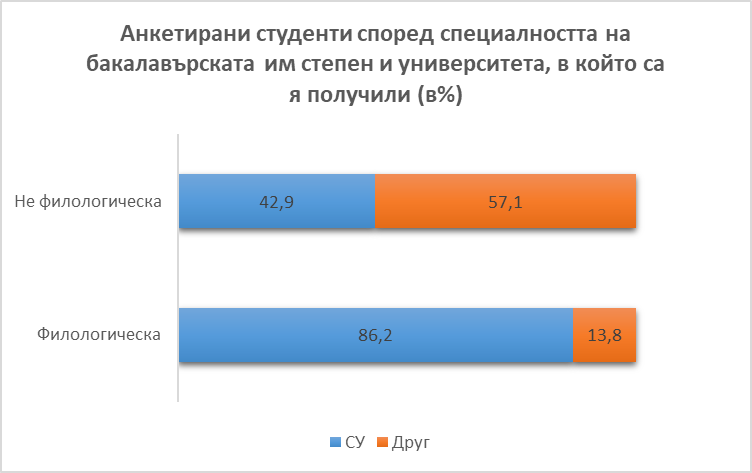 Анкетирани студенти според специалността на
бакалавърската им степен и университета, в който са
я получили (в%)
Не филологическа
42,9
57,1
Филологическа
86,2
13,8
СУ
Друг